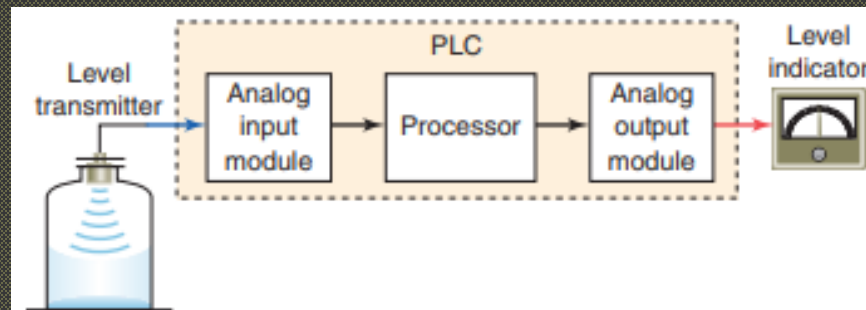 PLC
Level
transmitter
Analog
input
module
Processor
Analog
output
module
Level
indicator